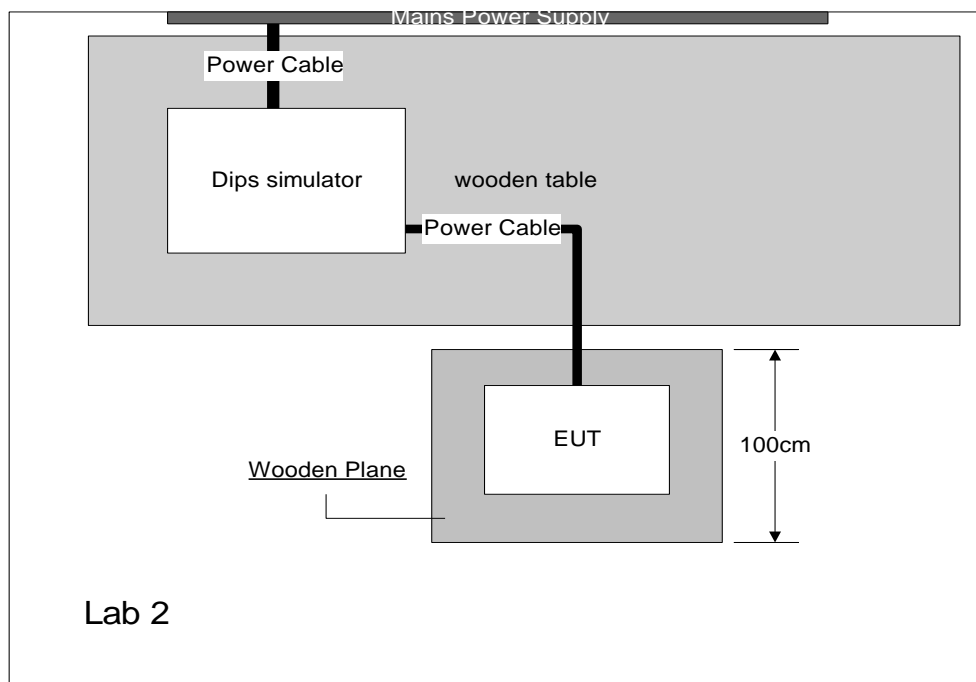 Mains Power Supply
Power Cable
Dips simulator
wooden table
Power Cable
EUT
100cm
Wooden Plane
Lab 2